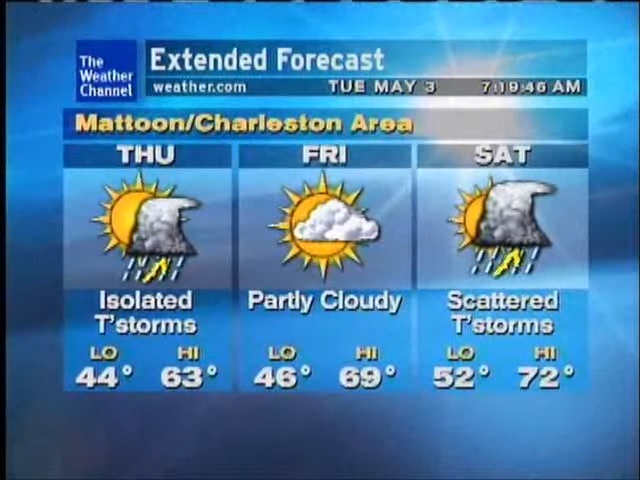 The
Weather
Channel
Extended Forecast
weather.com TUE MAY 3 7:19:46 AM
Mattoon/Charleston Area
THU FRI SAT
Isolated T'storms
Partly Cloudy
Scattered T'storms
LO HI LO HI LO HI
44° 63° 46° 69° 52° 72°